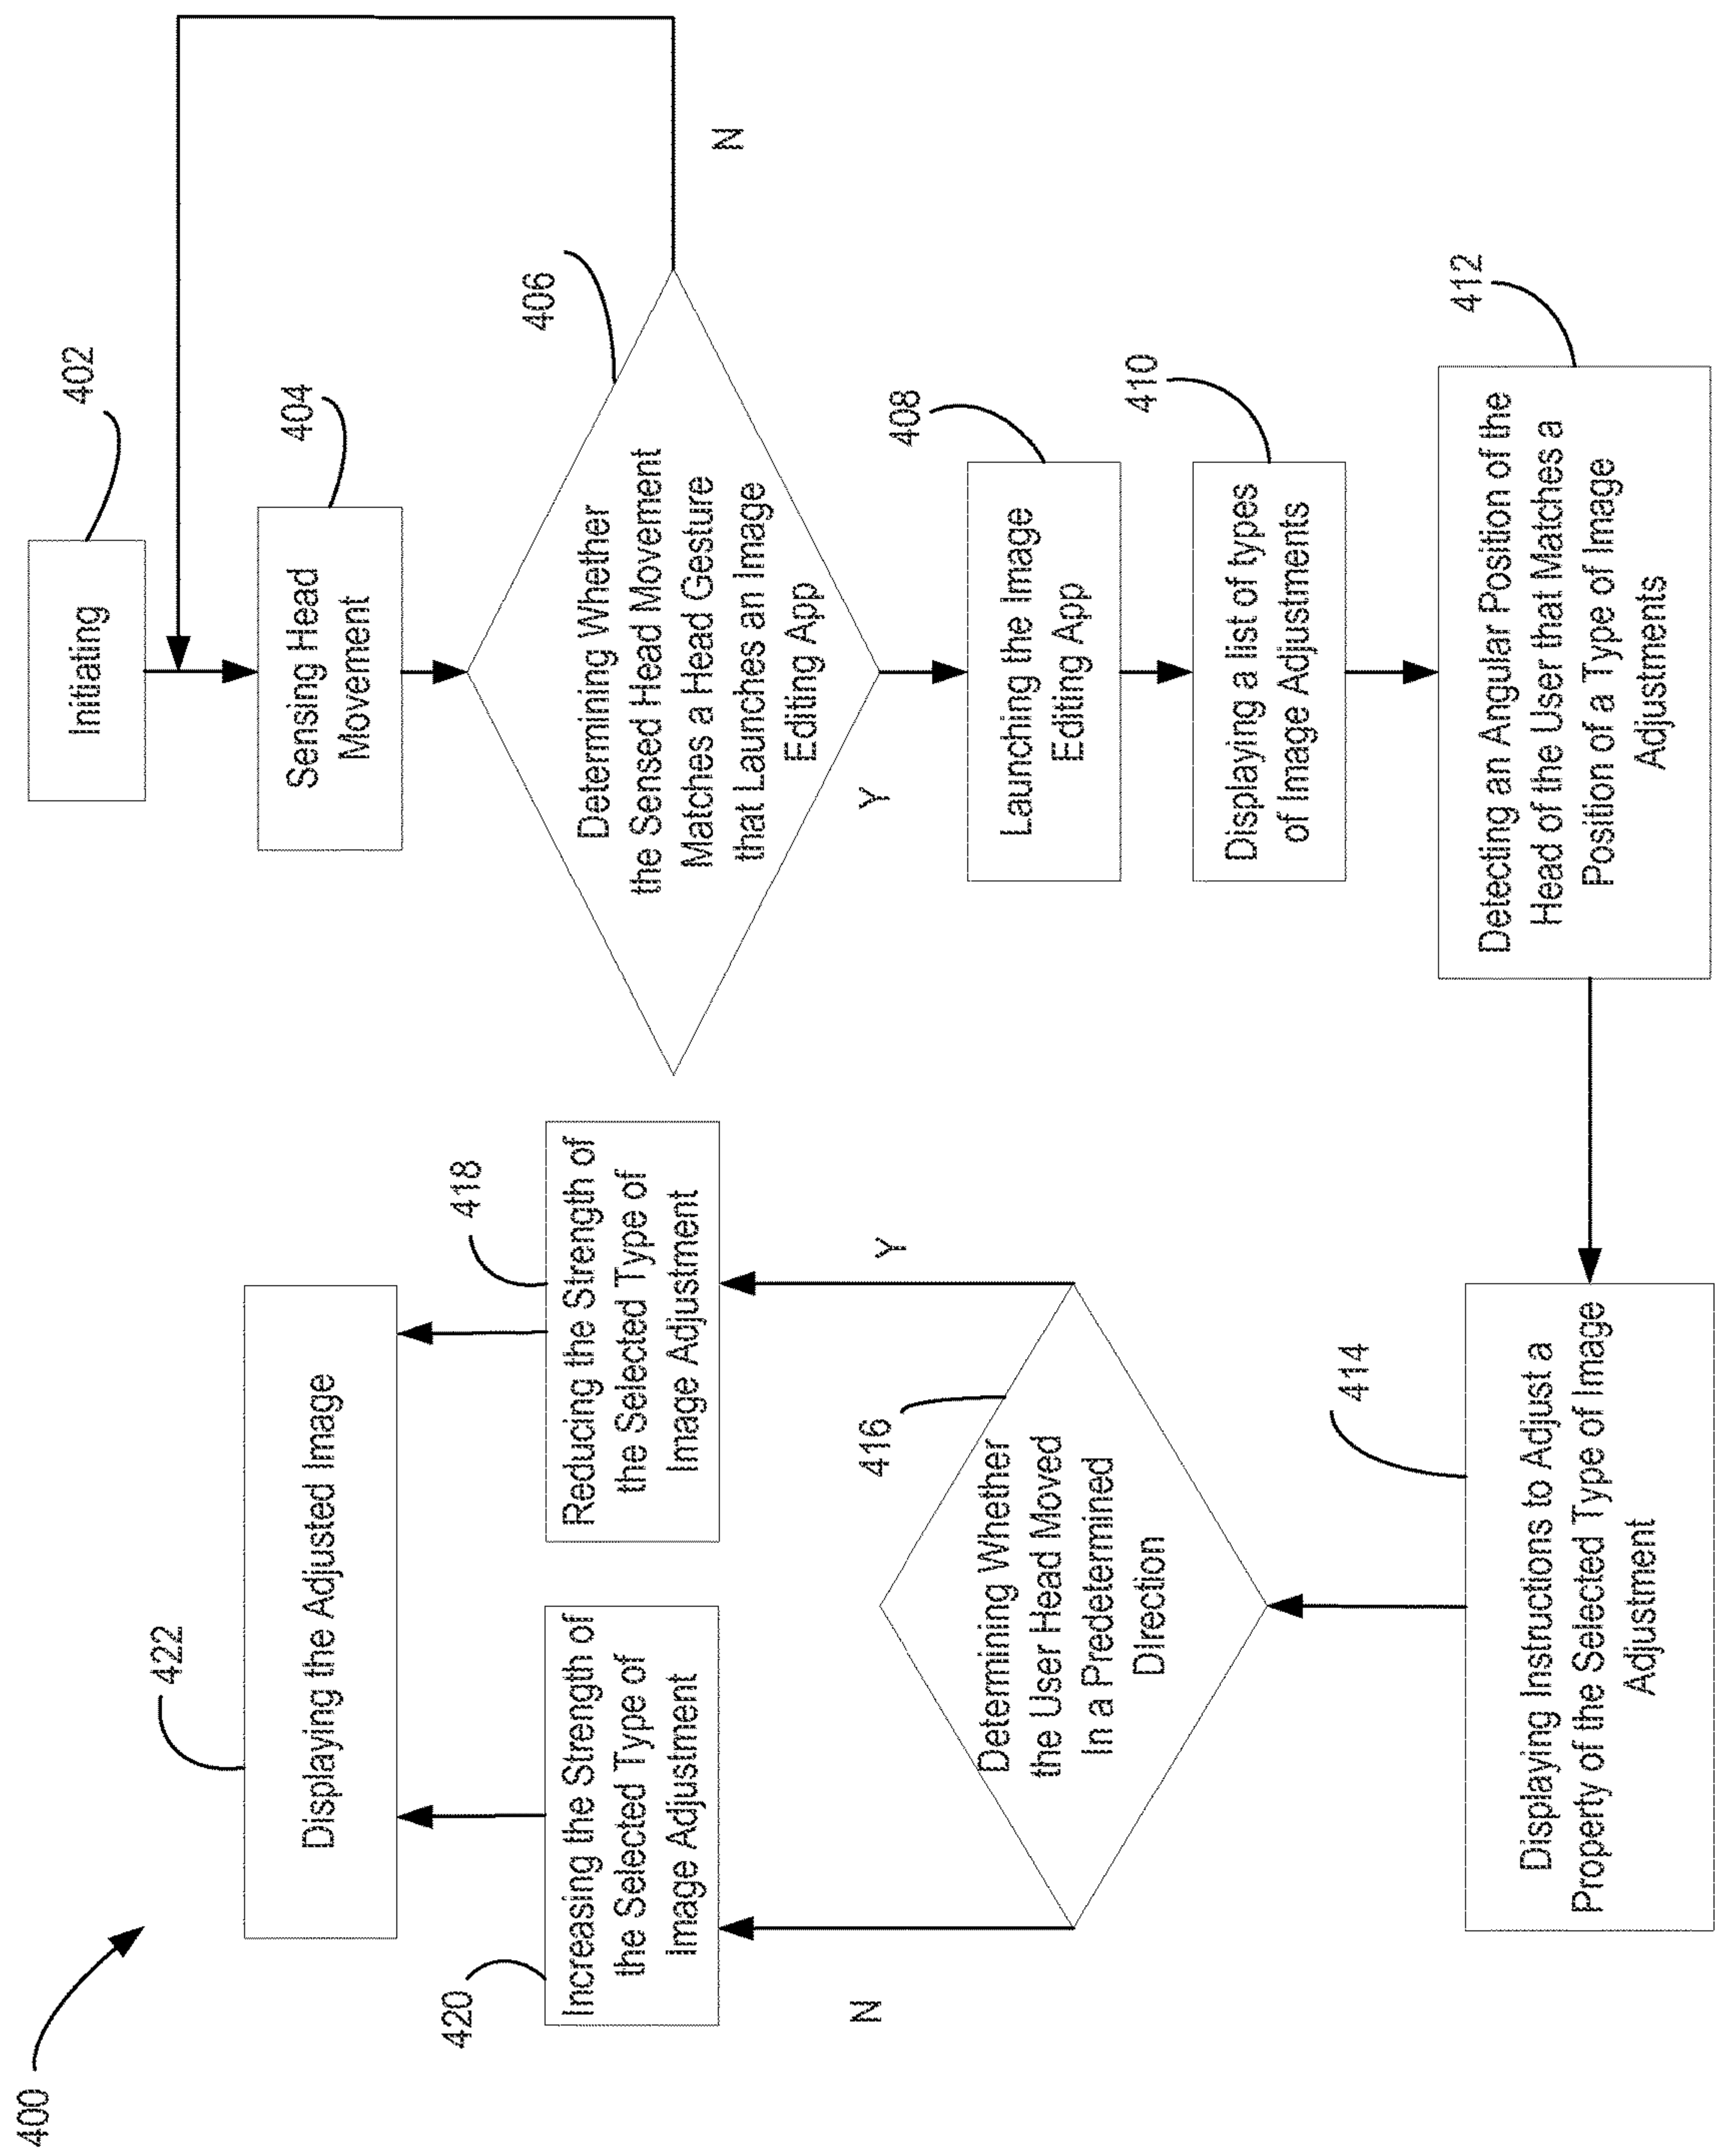 400
402
Initiating
404
Sensing Head
Movement
406
Determining Whether
the Sensed Head Movement
Matches a Head Gesture
that Launches an Image
Editing App
N
Y
408
Launching the Image
Editing App
410
Displaying a list of types
of Image Adjustments
412
Detecting an Angular Position of the
Head of the User that Matches a
Position of a Type of Image
Adjustments
414
Displaying Instructions to Adjust a
Property of the Selected Type of Image
Adjustment
416
Determining Whether
the User Head Moved
In a Predetermined
Direction
Y
N
418
Reducing the Strength of
the Selected Type of
Image Adjustment
420
Increasing the Strength of
the Selected Type of
Image Adjustment
422
Displaying the Adjusted Image